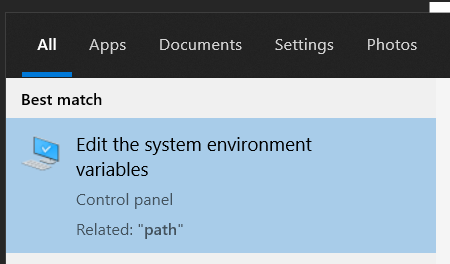 All Apps Documents Settings Photos
Best match
Edit the system environment
variables
Control panel
Related: "path"